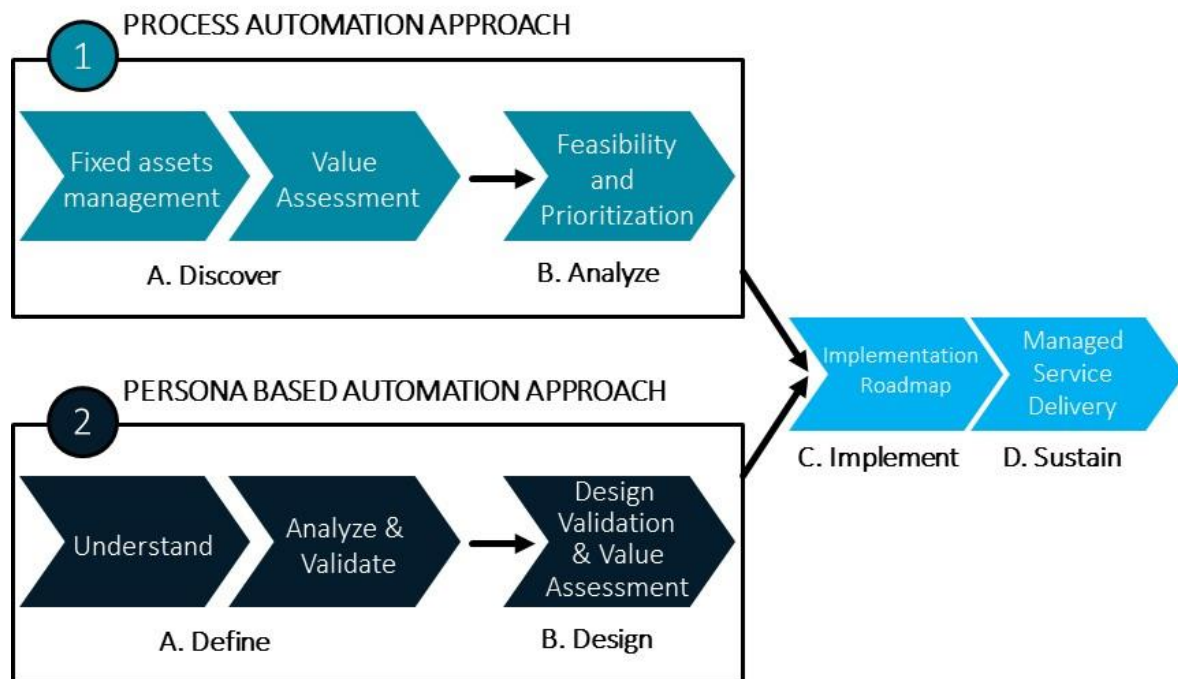 PROCESS AUTOMATION APPROACH
1
Fixed assets
management
Value
Assessment
Feasibility
and
Prioritization
A. Discover
B. Analyze
PERSONA BASED AUTOMATION APPROACH
2
Understand
Analyze &
Validate
Design
Validation
& Value
Assessment
A. Define
B. Design
Implementation
Roadmap
Managed
Service
Delivery
C. Implement
D. Sustain